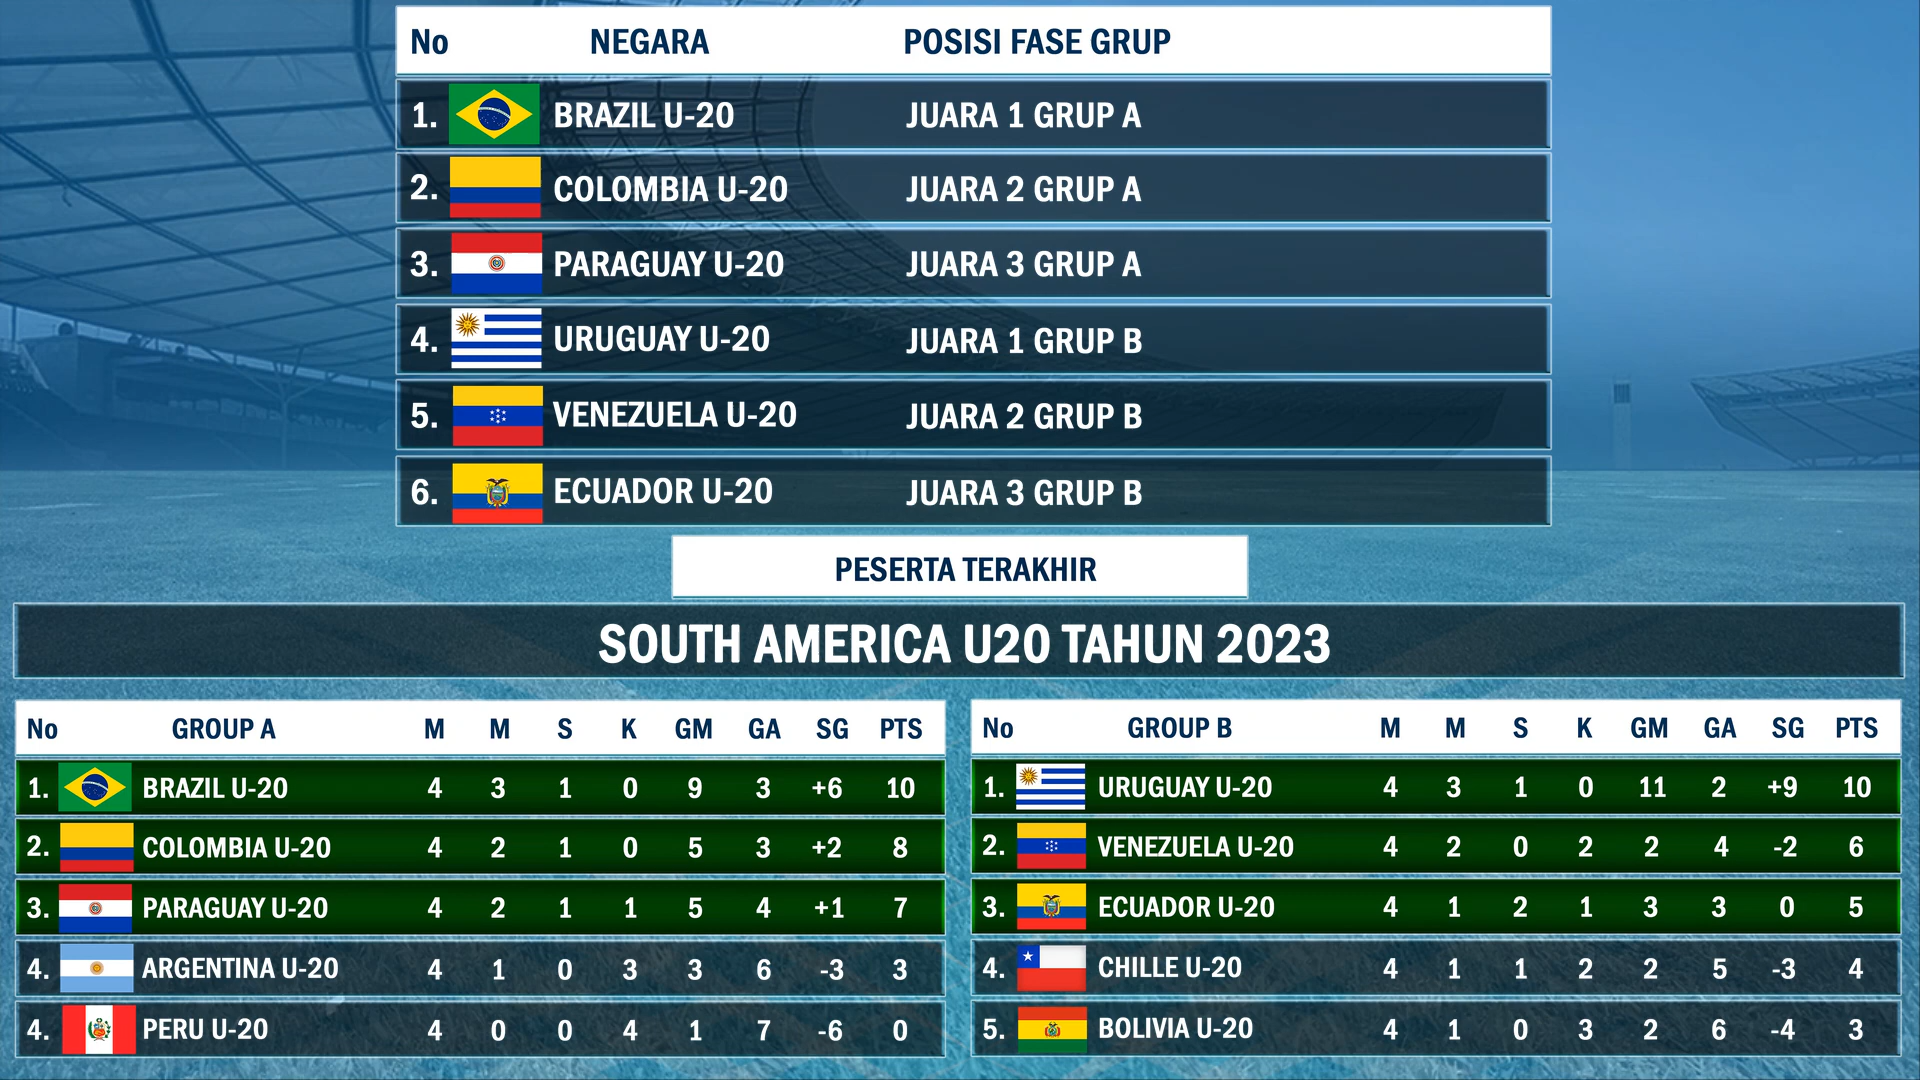 No NEGARA POSISI FASE GRUP
1. BRAZIL U-20 JUARA 1 GRUP A
2. COLOMBIA U-20 JUARA 2 GRUP A
3. PARAGUAY U-20 JUARA 3 GRUP A
4. URUGUAY U-20 JUARA 1 GRUP B
5. VENEZUELA U-20 JUARA 2 GRUP B
6. ECUADOR U-20 JUARA 3 GRUP B
PESERTA TERAKHIR
SOUTH AMERICA U20 TAHUN 2023
No GROUP A M M S K GM GA SG PTS
1. BRAZIL U-20 4 3 1 0 9 3 +6 10
2. COLOMBIA U-20 4 2 1 0 5 3 +2 8
3. PARAGUAY U-20 4 2 1 1 5 4 +1 7
4. ARGENTINA U-20 4 1 0 3 3 6 -3 3
4. PERU U-20 4 0 0 4 1 7 -6 0
No GROUP B M M S K GM GA SG PTS
1. URUGUAY U-20 4 3 1 0 11 2 +9 10
2. VENEZUELA U-20 4 2 0 2 2 4 -2 6
3. ECUADOR U-20 4 1 2 1 3 3 0 5
4. CHILLE U-20 4 1 1 2 2 5 -3 4
5. BOLIVIA U-20 4 1 0 3 2 6 -4 3